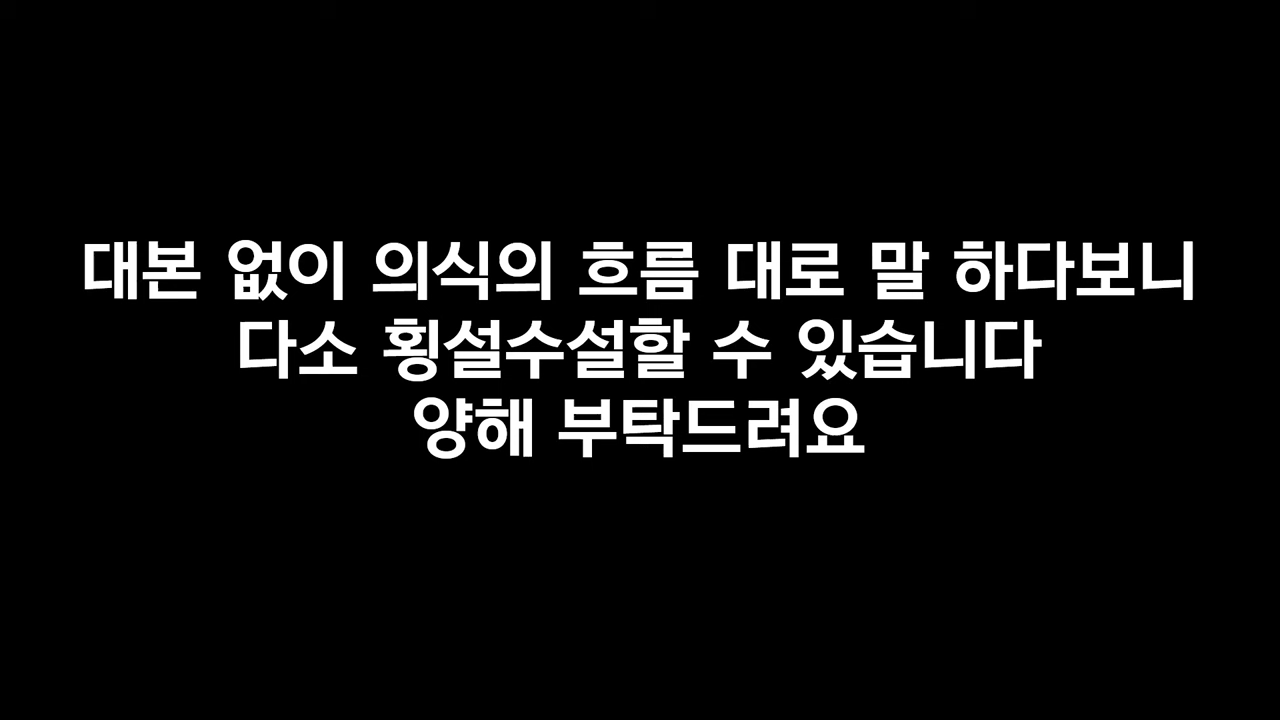 대본 없이 의식의 흐름 대로 말 하다보니
다소 횡설수설할 수 있습니다
양해 부탁드려요